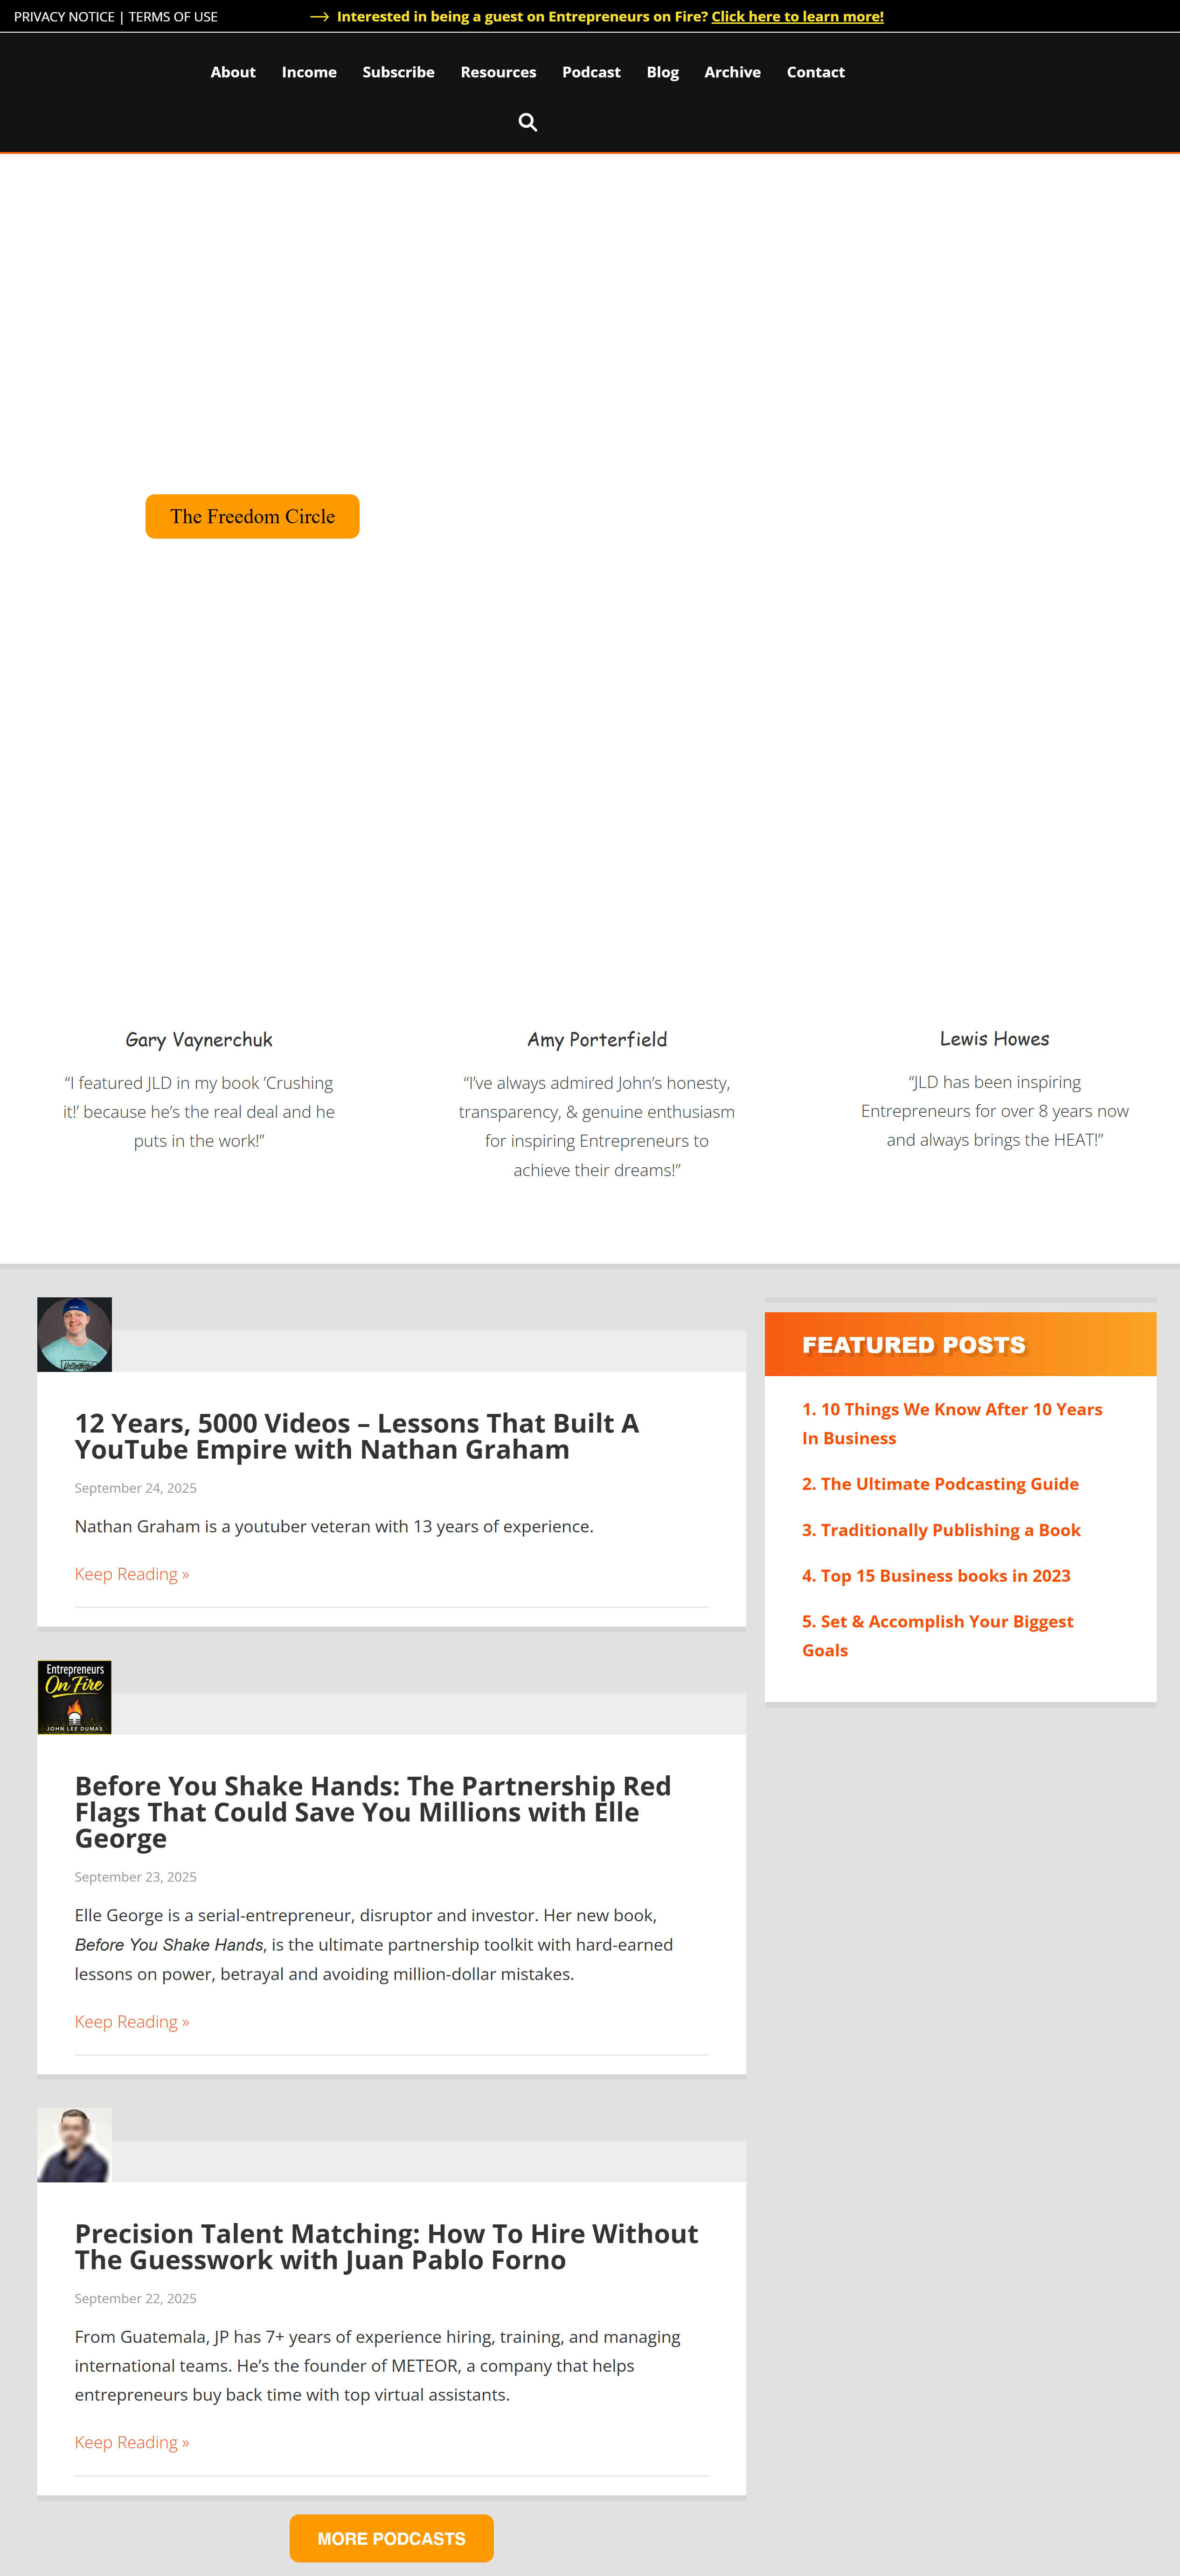 PRIVACY NOTICE | TERMS OF USE
Interested in being a guest on Entrepreneurs on Fire? Click here to learn more!
About Income Subscribe Resources Podcast Blog Archive Contact
The Freedom Circle
Gary Vaynerchuk
“I featured JLD in my book ’Crushing
it!’ because he’s the real deal and he
puts in the work!”
Amy Porterfield
“I’ve always admired John’s honesty,
transparency, & genuine enthusiasm
for inspiring Entrepreneurs to
achieve their dreams!”
Lewis Howes
“JLD has been inspiring
Entrepreneurs for over 8 years now
and always brings the HEAT!”
12 Years, 5000 Videos – Lessons That Built A
YouTube Empire with Nathan Graham
September 24, 2025
Nathan Graham is a youtuber veteran with 13 years of experience.
Keep Reading »
Entrepreneurs
On Fire
JOHN LEE DUMAS
Before You Shake Hands: The Partnership Red
Flags That Could Save You Millions with Elle
George
September 23, 2025
Elle George is a serial-entrepreneur, disruptor and investor. Her new book,
Before You Shake Hands, is the ultimate partnership toolkit with hard-earned
lessons on power, betrayal and avoiding million-dollar mistakes.
Keep Reading »
Precision Talent Matching: How To Hire Without
The Guesswork with Juan Pablo Forno
September 22, 2025
From Guatemala, JP has 7+ years of experience hiring, training, and managing
international teams. He’s the founder of METEOR, a company that helps
entrepreneurs buy back time with top virtual assistants.
Keep Reading »
MORE PODCASTS
FEATURED POSTS
1. 10 Things We Know After 10 Years
In Business
2. The Ultimate Podcasting Guide
3. Traditionally Publishing a Book
4. Top 15 Business books in 2023
5. Set & Accomplish Your Biggest
Goals